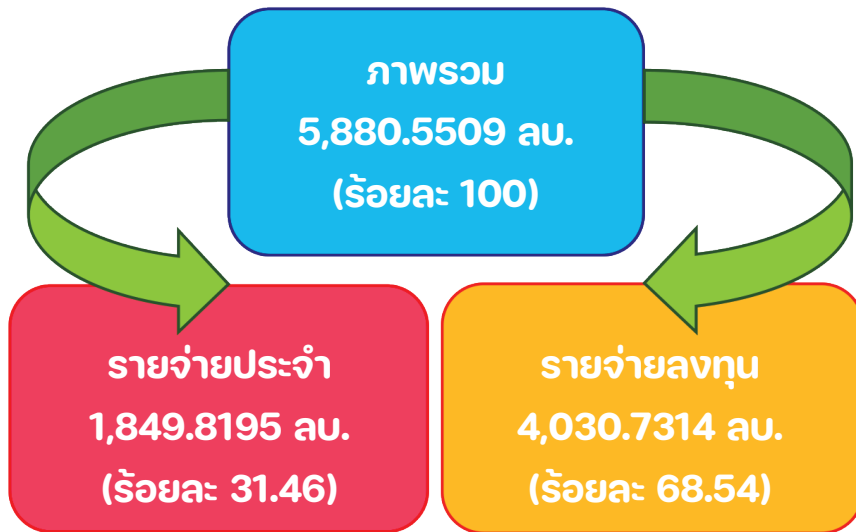 ภาพรวม
5,880.5509 ลบ.
(ร้อยละ 100)
รายจ่ายประจำ
1,849.8195 ลบ.
(ร้อยละ 31.46)
รายจ่ายลงทุน
4,030.7314 ลบ.
(ร้อยละ 68.54)